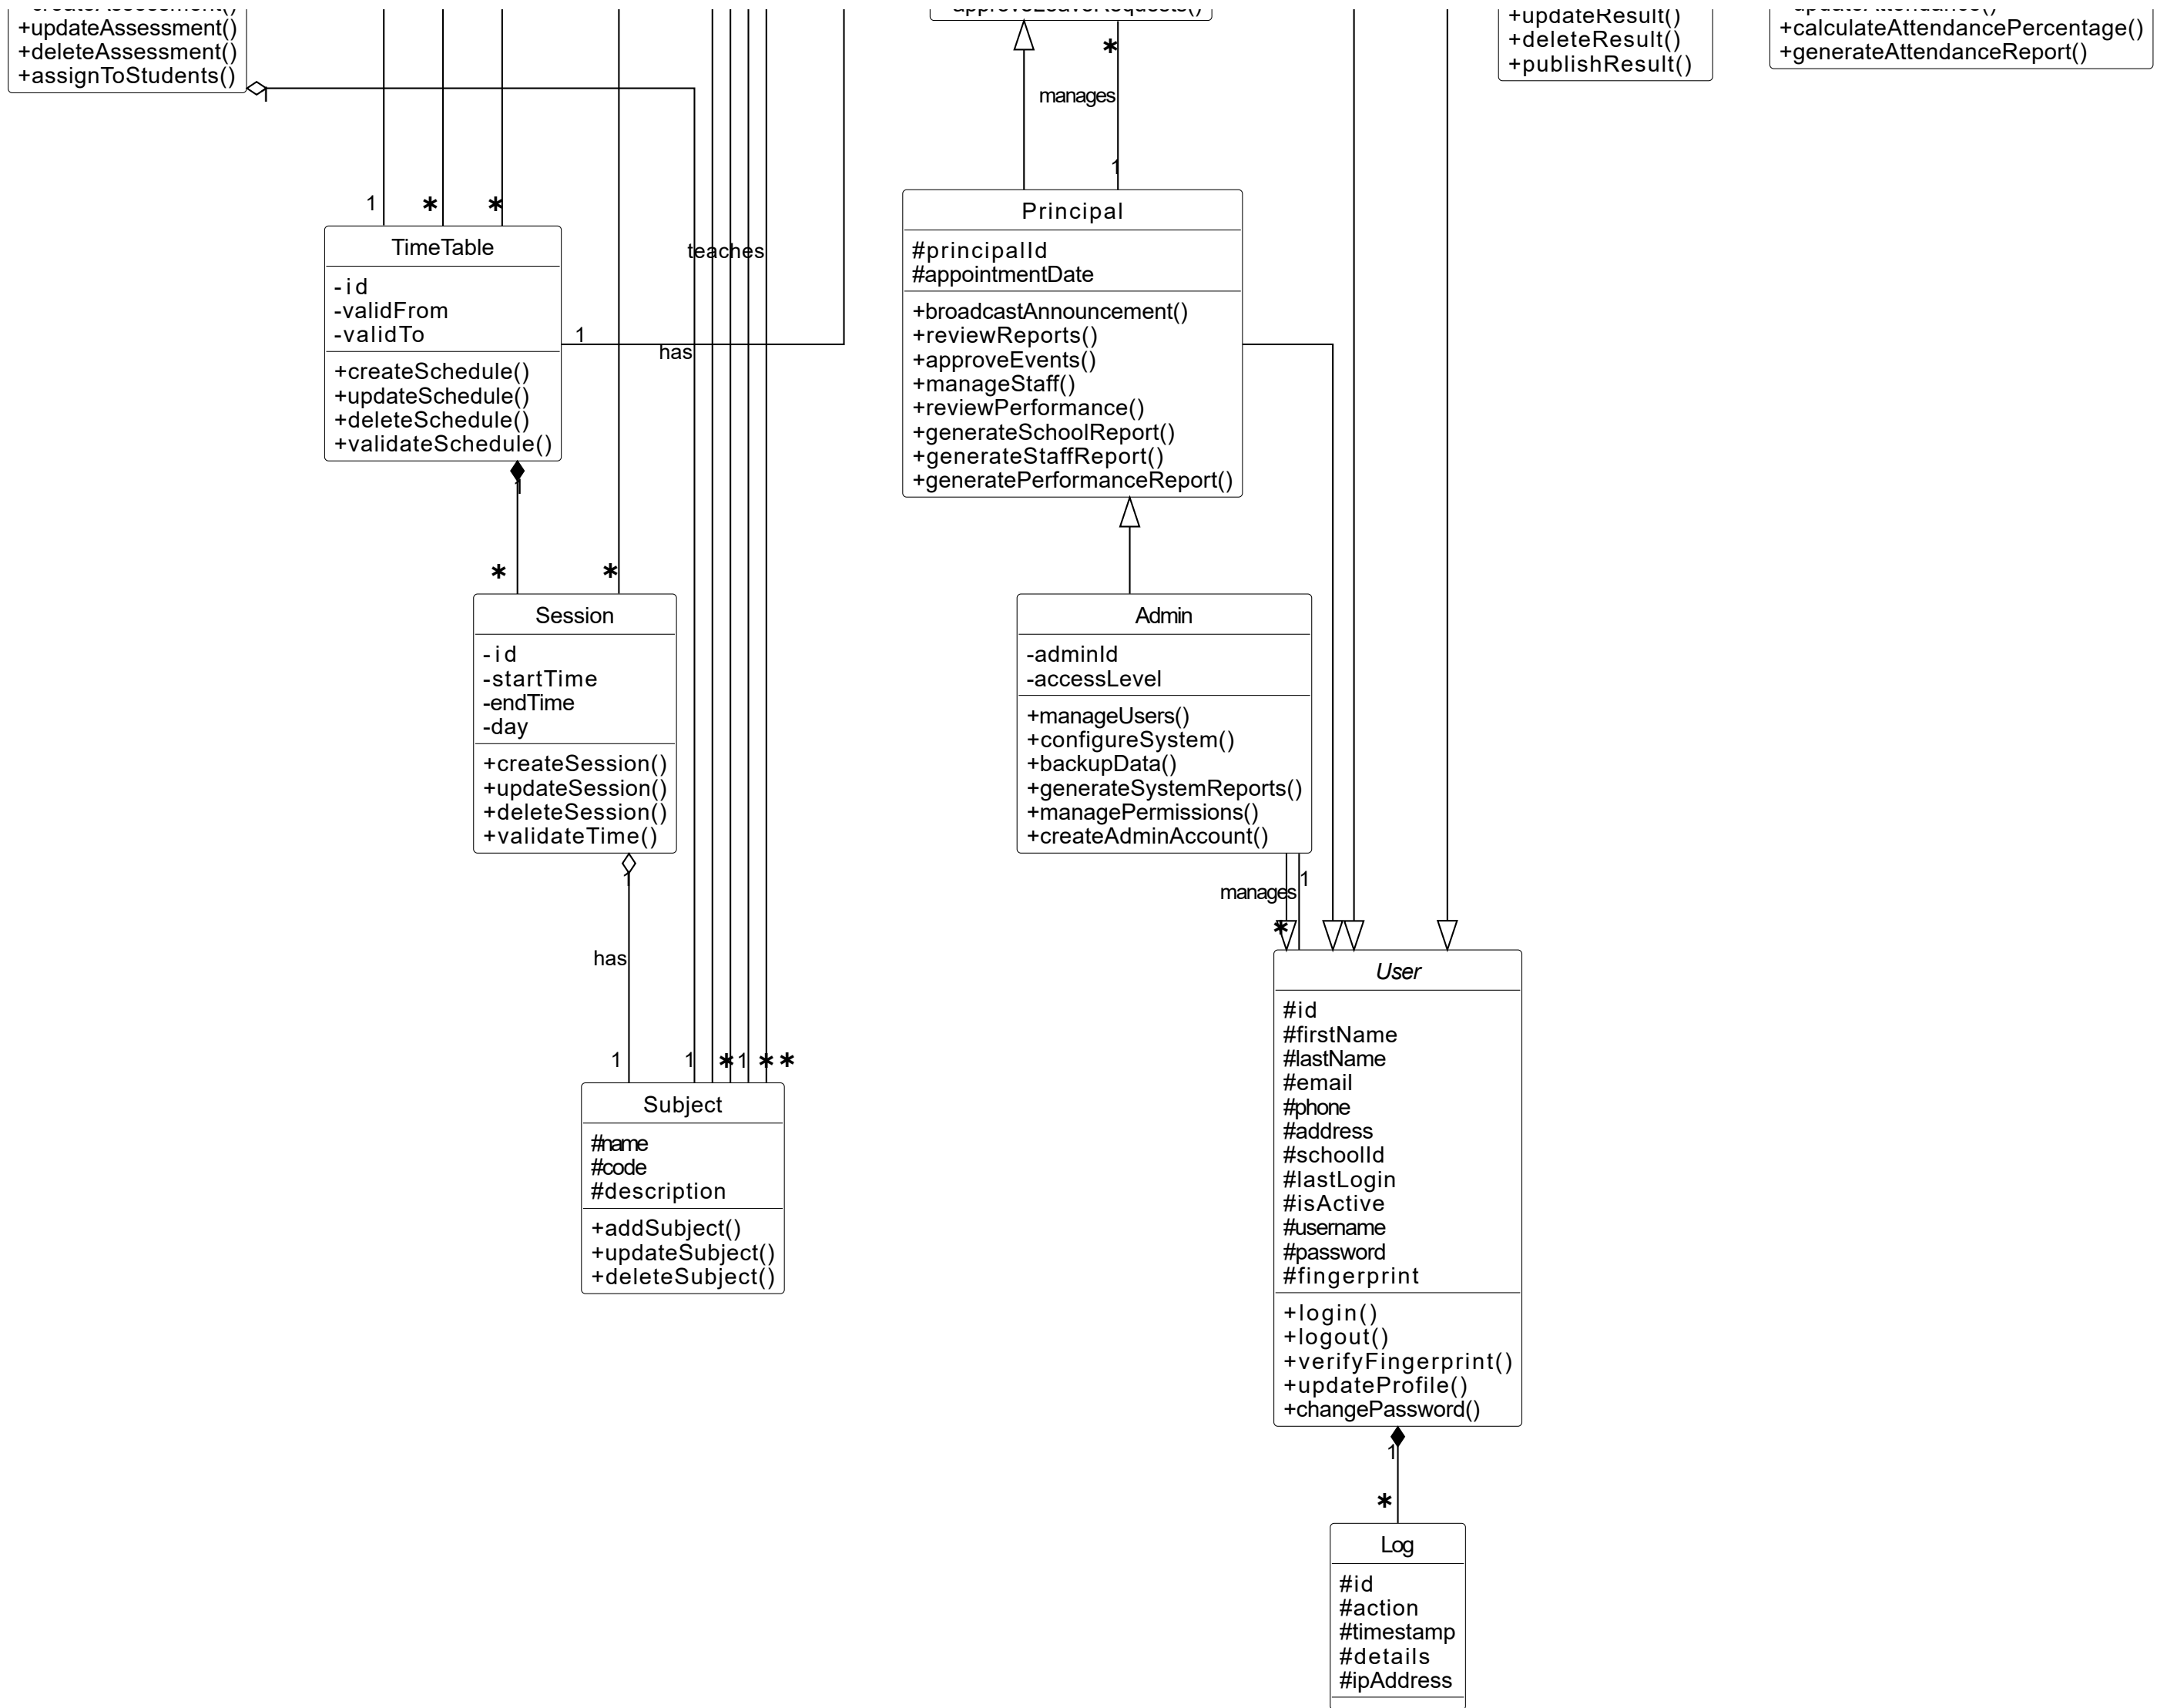 +updateAssessment()
+deleteAssessment()
+assignToStudents()
1
+updateResult()
+deleteResult()
+publishResult()
+calculateAttendancePercentage()
+generateAttendanceReport()
*
manages
1
1
*
*
TimeTable
-id
-validFrom
-validTo
+createSchedule()
+updateSchedule()
+deleteSchedule()
+validateSchedule()
1
1
teaches
has
Principal
#principalId
#appointmentDate
+broadcastAnnouncement()
+reviewReports()
+approveEvents()
+manageStaff()
+reviewPerformance()
+generateSchoolReport()
+generateStaffReport()
+generatePerformanceReport()
*
*
Session
-id
-startTime
-endTime
-day
+createSession()
+updateSession()
+deleteSession()
+validateTime()
1
has
1
1
*
1
*
*
Admin
-adminId
-accessLevel
+manageUsers()
+configureSystem()
+backupData()
+generateSystemReports()
+managePermissions()
+createAdminAccount()
1
manages
*
Subject
#name
#code
#description
+addSubject()
+updateSubject()
+deleteSubject()
User
#id
#firstName
#lastName
#email
#phone
#address
#schoolId
#lastLogin
#isActive
#username
#password
#fingerprint
+login()
+logout()
+verifyFingerprint()
+updateProfile()
+changePassword()
1
*
Log
#id
#action
#timestamp
#details
#ipAddress